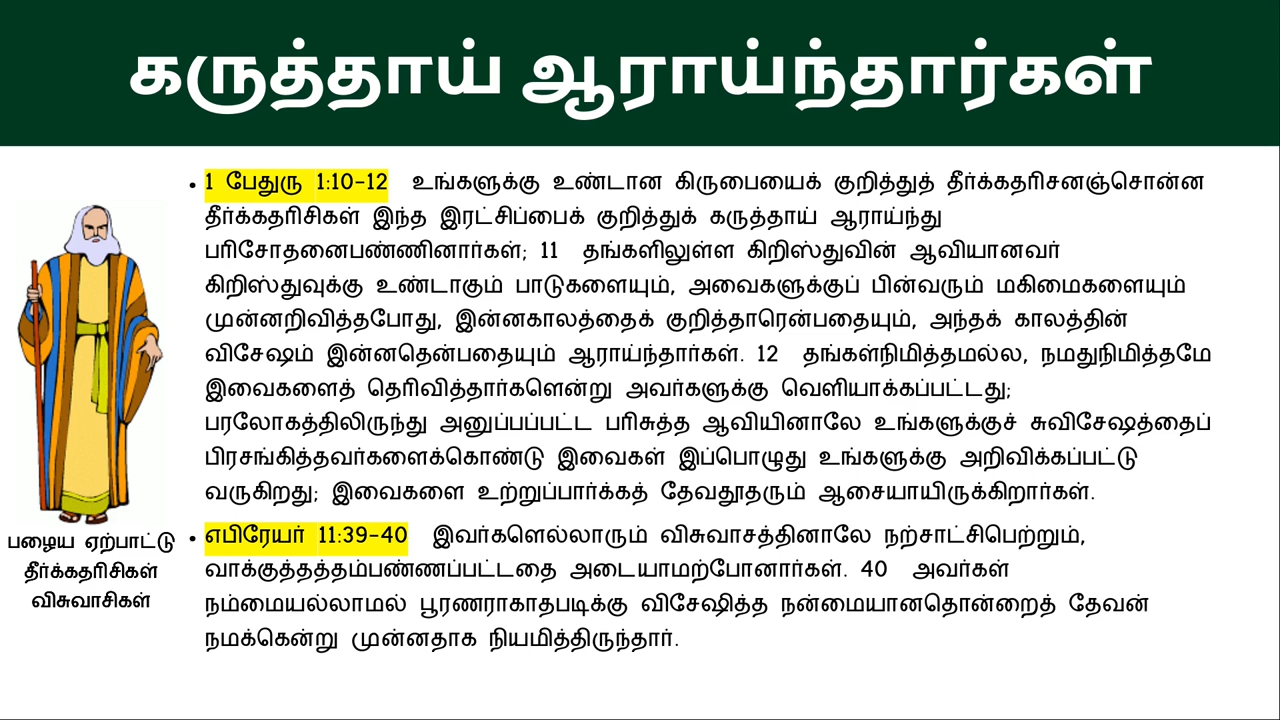 கருத்தாய் ஆராய்ந்தார்கள்
• 1 பேதுரு 1:10-12 உங்களுக்கு உண்டான கிருபையைக் குறித்துத் தீர்க்கதரிசனஞ்சொன்ன
தீர்க்கதரிசிகள் இந்த இரட்சிப்பைக் குறித்துக் கருத்தாய் ஆராய்ந்து
பரிசோதனைபண்ணினார்கள்; 11 தங்களிலுள்ள கிறிஸ்துவின் ஆவியானவர்
கிறிஸ்துவுக்கு உண்டாகும் பாடுகளையும், அவைகளுக்குப் பின்வரும் மகிமைகளையும்
முன்னறிவித்தபோது, இன்னகாலத்தைக் குறித்தாரென்பதையும், அந்தக் காலத்தின்
விசேஷம் இன்னதென்பதையும் ஆராய்ந்தார்கள். 12 தங்கள்நிமித்தமல்ல, நமதுநிமித்தமே
இவைகளைத் தெரிவித்தார்களென்று அவர்களுக்கு வெளியாக்கப்பட்டது;
பரலோகத்திலிருந்து அனுப்பப்பட்ட பரிசுத்த ஆவியினாலே உங்களுக்குச் சுவிசேஷத்தைப்
பிரசங்கித்தவர்களைக்கொண்டு இவைகள் இப்பொழுது உங்களுக்கு அறிவிக்கப்பட்டு
வருகிறது; இவைகளை உற்றுப்பார்க்கத் தேவதூதரும் ஆசையாயிருக்கிறார்கள்.
• எபிரேயர் 11:39-40 இவர்களெல்லாரும் விசுவாசத்தினாலே நற்சாட்சிபெற்றும்,
வாக்குத்தத்தம்பண்ணப்பட்டதை அடையாமற்போனார்கள். 40 அவர்கள்
நம்மையல்லாமல் பூரணராகாதபடிக்கு விசேஷித்த நன்மையானதொன்றைத் தேவன்
நமக்கென்று முன்னதாக நியமித்திருந்தார்.
பழைய ஏற்பாட்டு
தீர்க்கதரிசிகள்
விசுவாசிகள்